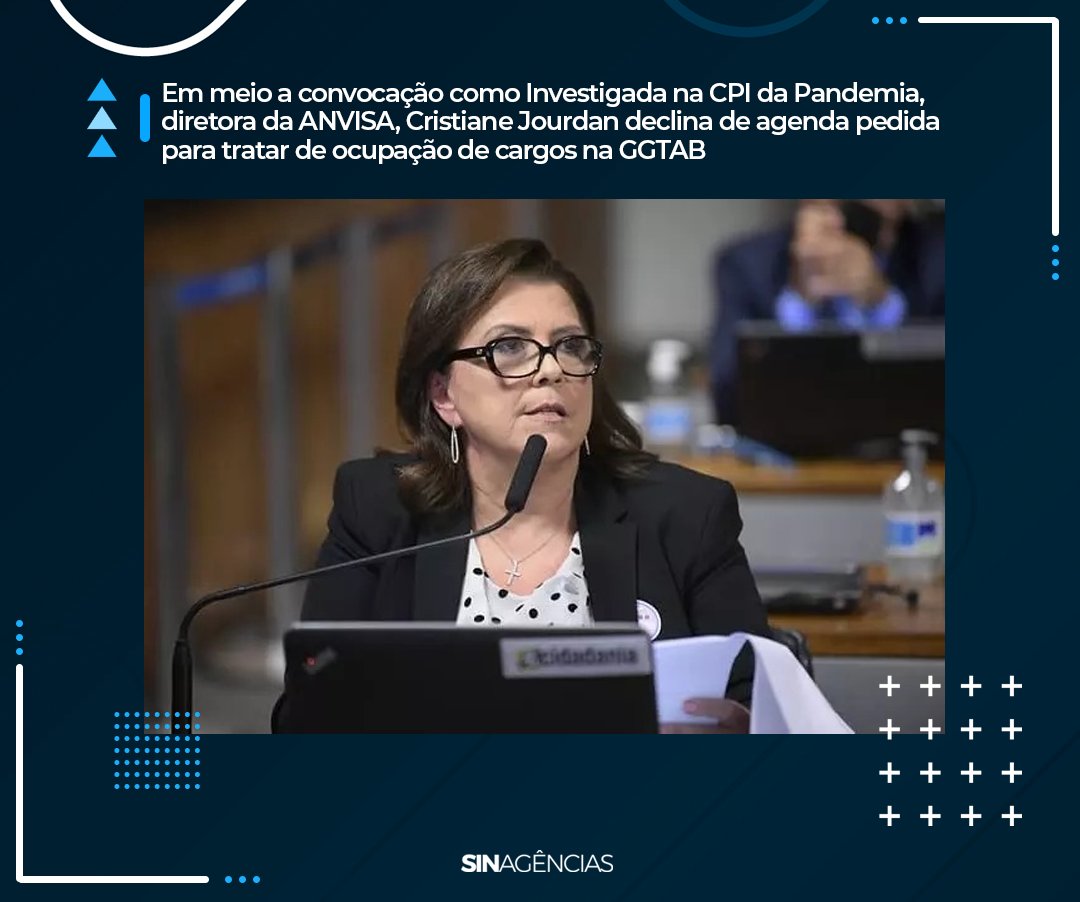 Em meio a convocação como Investigada na CPI da Pandemia,
diretora da ANVISA, Cristiane Jourdan declina de agenda pedida
para tratar de ocupação de cargos na GGTAB
cidadania
SINAGÊNCIAS